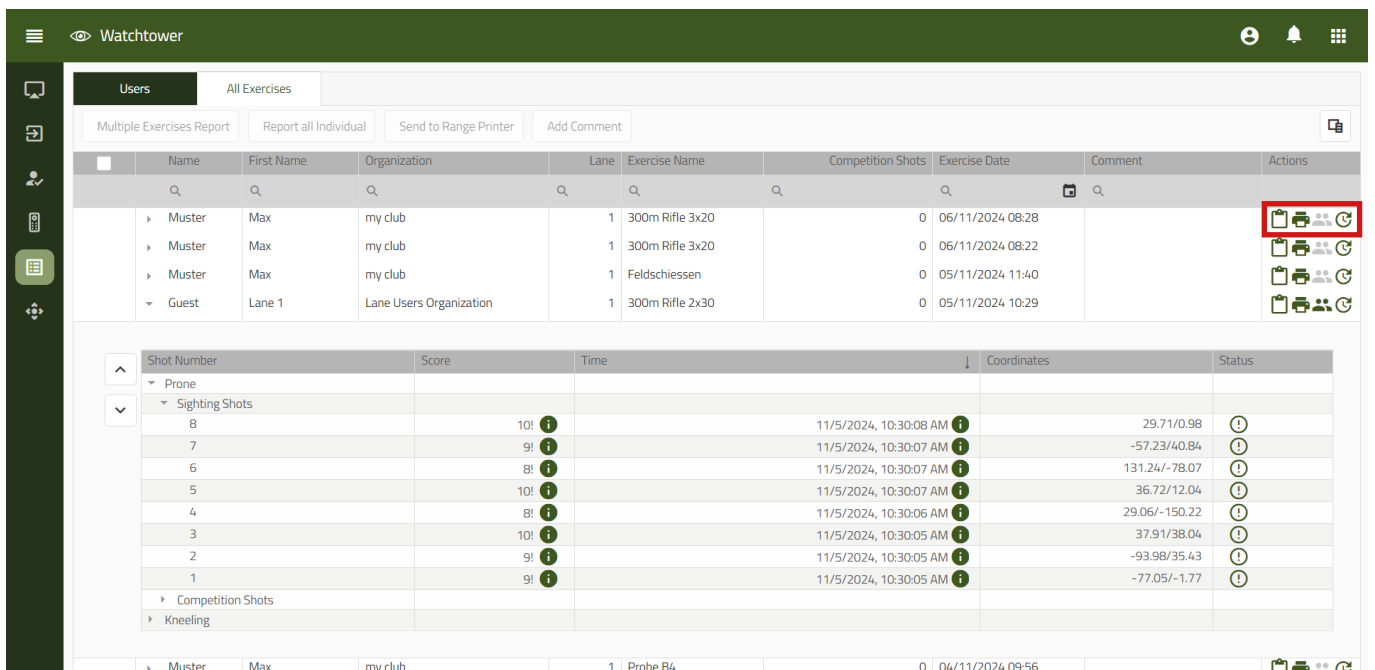 Watchtower
Users All Exercises
Multiple Exercises Report Report all Individual Send to Range Printer Add Comment
Name First Name Organization Lane Exercise Name Competition Shots Exercise Date Comment Actions
Muster Max my club 1 300m Rifle 3x20 0 06/11/2024 08:28
Muster Max my club 1 300m Rifle 3x20 0 06/11/2024 08:22
Muster Max my club 1 Feldschiessen 0 05/11/2024 11:40
Guest Lane 1 Lane Users Organization 1 300m Rifle 2x30 0 05/11/2024 10:29
Shot Number Score Time ↓ Coordinates Status
Prone
Sighting Shots
8 10! 11/5/2024, 10:30:08 AM 29.71/0.98
7 9! 11/5/2024, 10:30:07 AM -57.23/40.84
6 8! 11/5/2024, 10:30:07 AM 131.24/-78.07
5 10! 11/5/2024, 10:30:07 AM 36.72/12.04
4 8! 11/5/2024, 10:30:06 AM 29.06/-150.22
3 10! 11/5/2024, 10:30:05 AM 37.91/38.04
2 9! 11/5/2024, 10:30:05 AM -93.98/35.43
1 9! 11/5/2024, 10:30:05 AM -77.05/-1.77
Competition Shots
Kneeling
Muster Max my club 1 Probe B4 0 04/11/2024 09:56